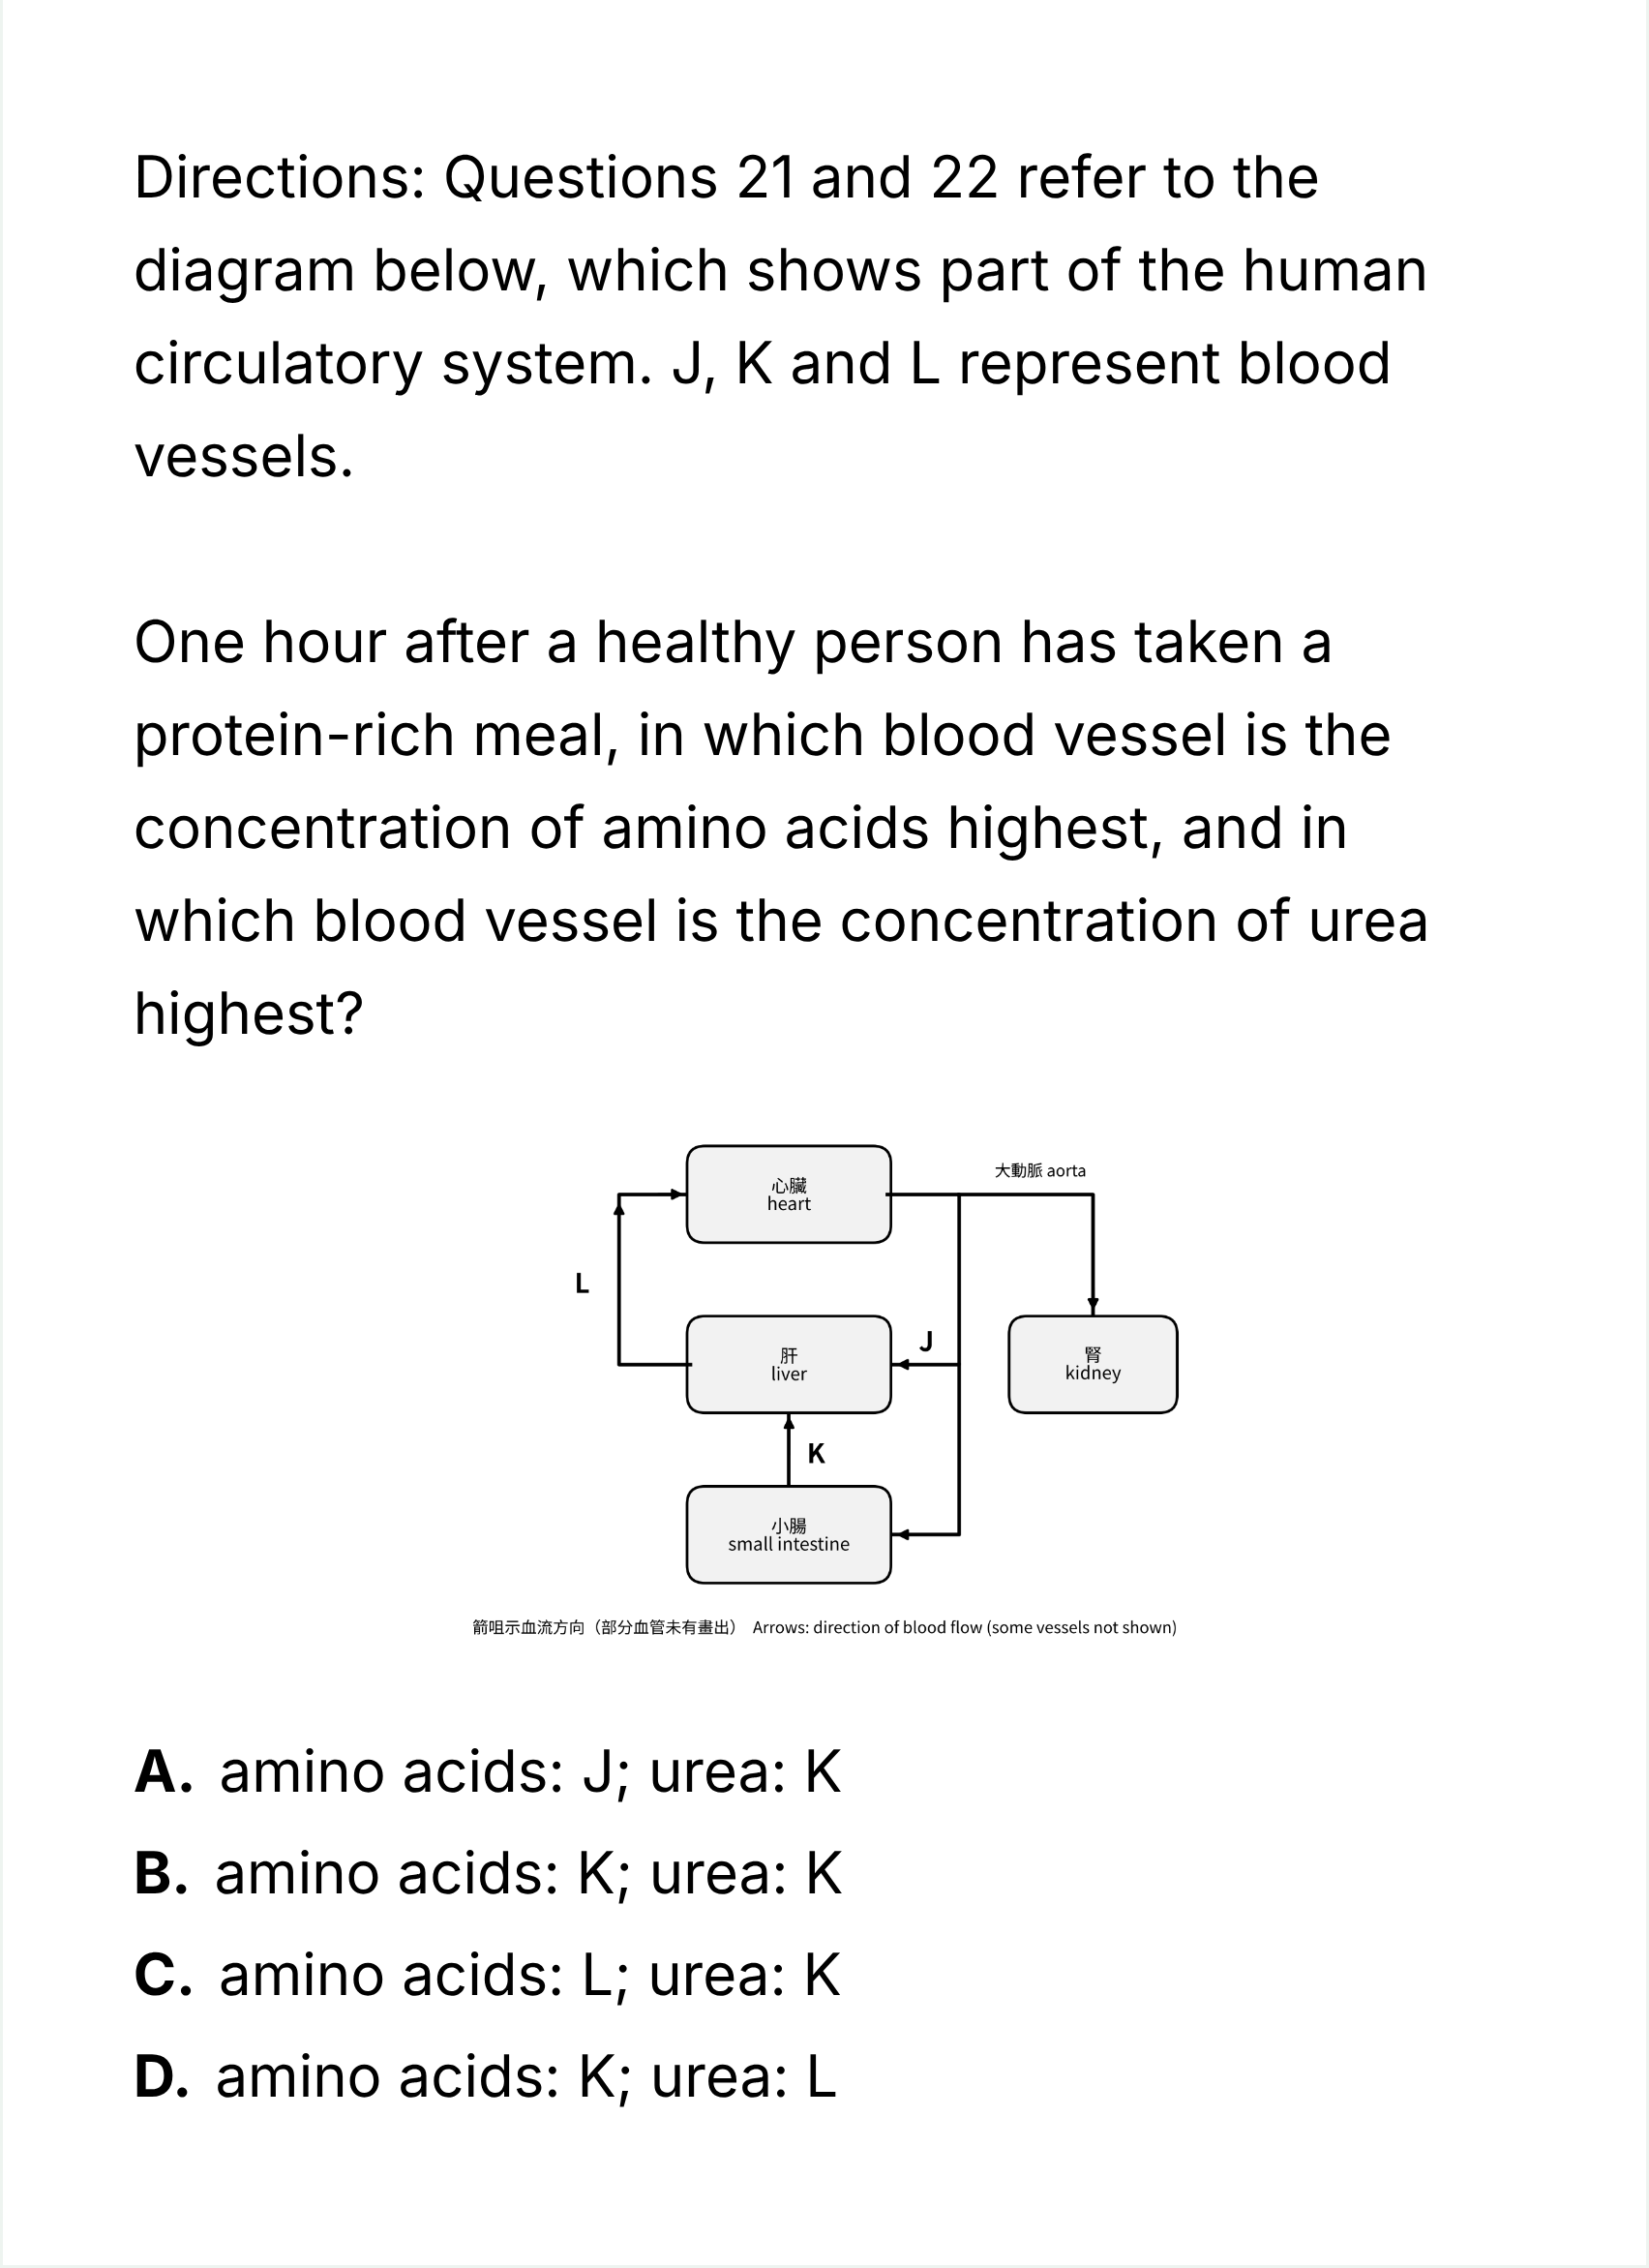 Directions: Questions 21 and 22 refer to the
diagram below, which shows part of the human
circulatory system. J, K and L represent blood
vessels.
One hour after a healthy person has taken a
protein-rich meal, in which blood vessel is the
concentration of amino acids highest, and in
which blood vessel is the concentration of urea
highest?
大動脈 aorta
心臟
heart
L
J
肝
liver
腎
kidney
K
小腸
small intestine
箭咀示血流方向（部分血管未有畫出） Arrows: direction of blood flow (some vessels not shown)
A. amino acids: J; urea: K
B. amino acids: K; urea: K
C. amino acids: L; urea: K
D. amino acids: K; urea: L